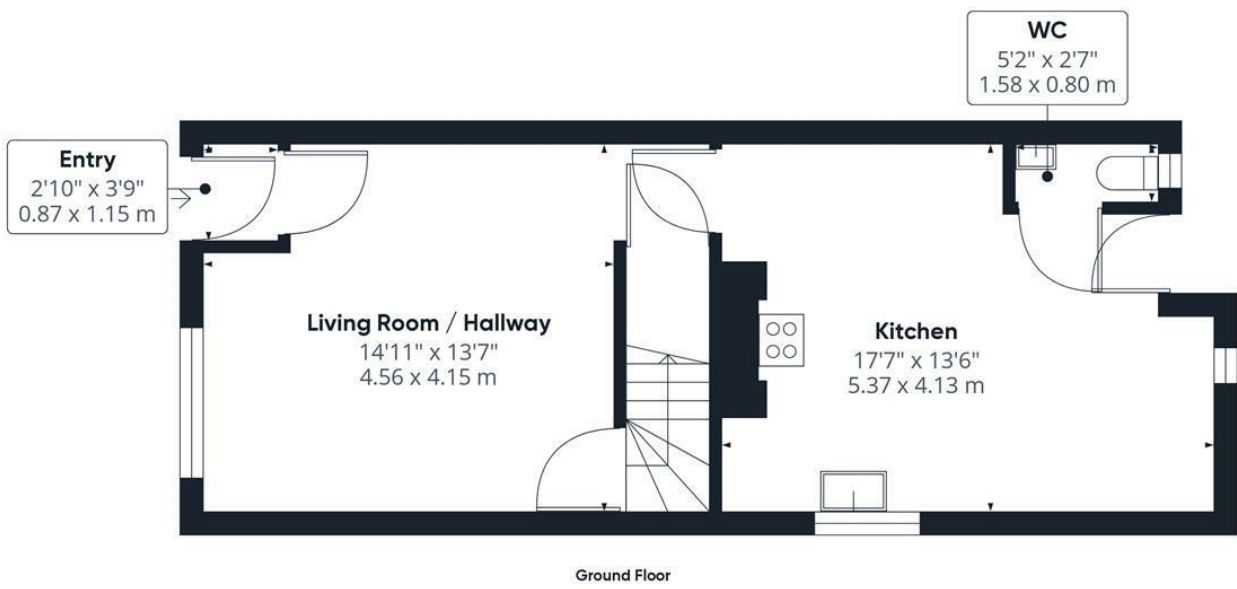 WC
5'2" x 2'7"
1.58 x 0.80 m
Entry
2'10" x 3'9"
0.87 x 1.15 m
Living Room / Hallway
14'11" x 13'7"
4.56 x 4.15 m
Kitchen
17'7" x 13'6"
5.37 x 4.13 m
Ground Floor